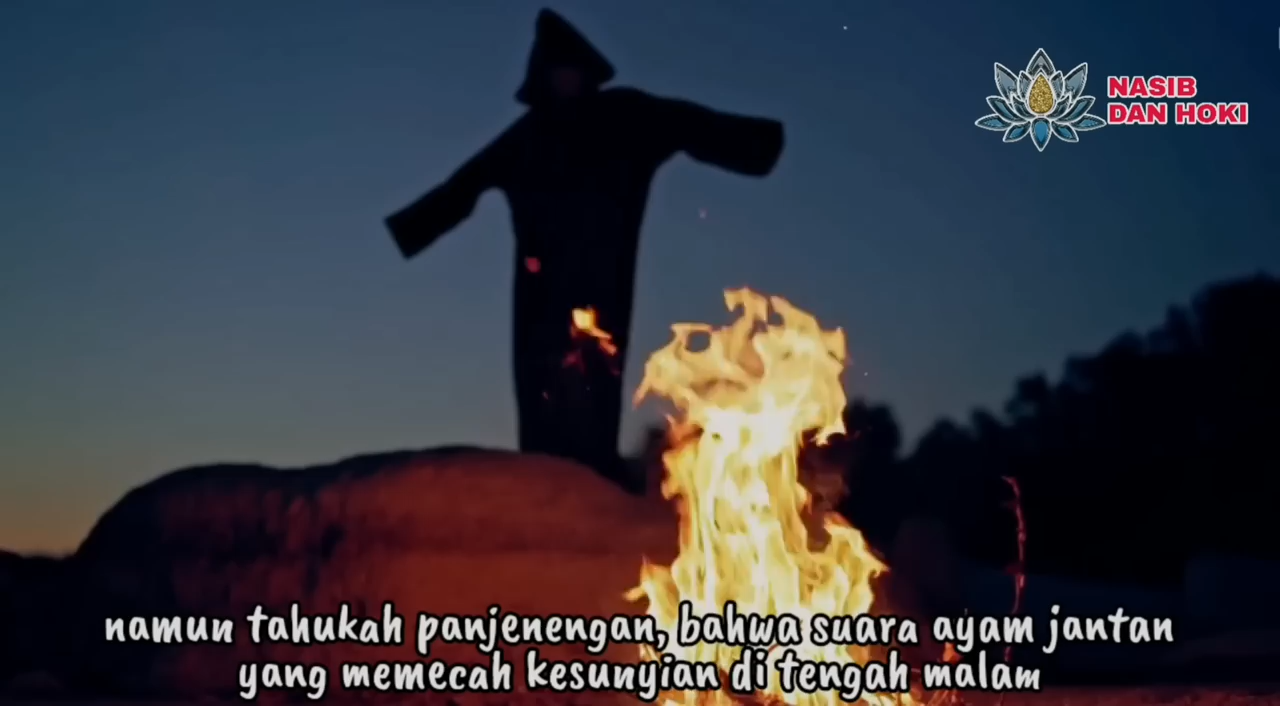 NASIB
DAN HOKI
namun tahukah panjenengan, bahwa suara ayam jantan
yang memecah kesunyian di tengah malam